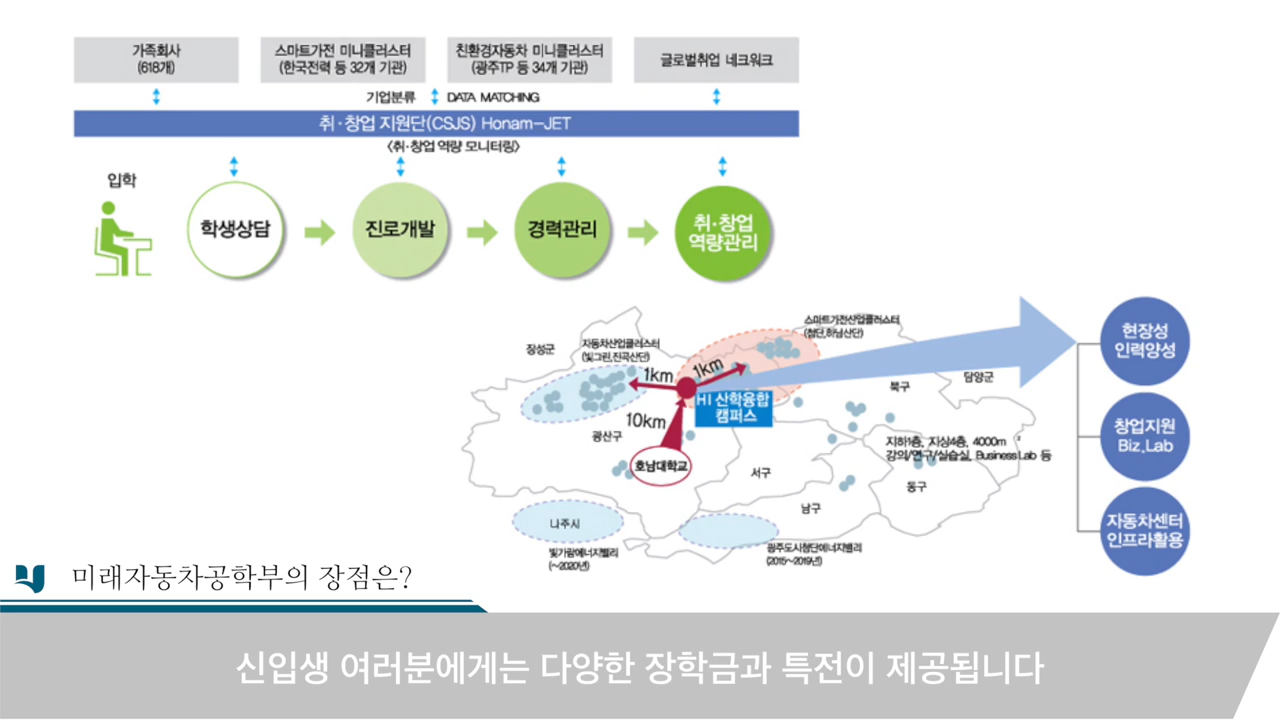 가족회사
(618개)
스마트가전 미니클러스터
(한국전력 등 32개 기관)
친환경자동차 미니클러스터
(광주TP 등 34개 기관)
글로벌취업 네크워크
기업분류 DATA MATCHING
취·창업 지원단(CSJS) Honam-JET
<취·창업 역량 모니터링>
입학
학생상담
진로개발
경력관리
취·창업
역량관리
스마트가전산업클러스터
(첨단,하남산단)
자동차산업클러스터
(빛그린,진곡산단)
장성군
1km
1km
HI 산학융합
캠퍼스
10km
광산구
호남대학교
북구
담양군
지하1층, 지상4층, 4000m²
강의/연구/실습실, Business Lab 등
서구
동구
남구
나주시
빛가람에너지밸리
(~2020년)
광주도시첨단에너지밸리
(2015~2019년)
현장성
인력양성
창업지원
Biz.Lab
자동차센터
인프라활용
미래자동차공학부의 장점은?
신입생 여러분에게는 다양한 장학금과 특전이 제공됩니다